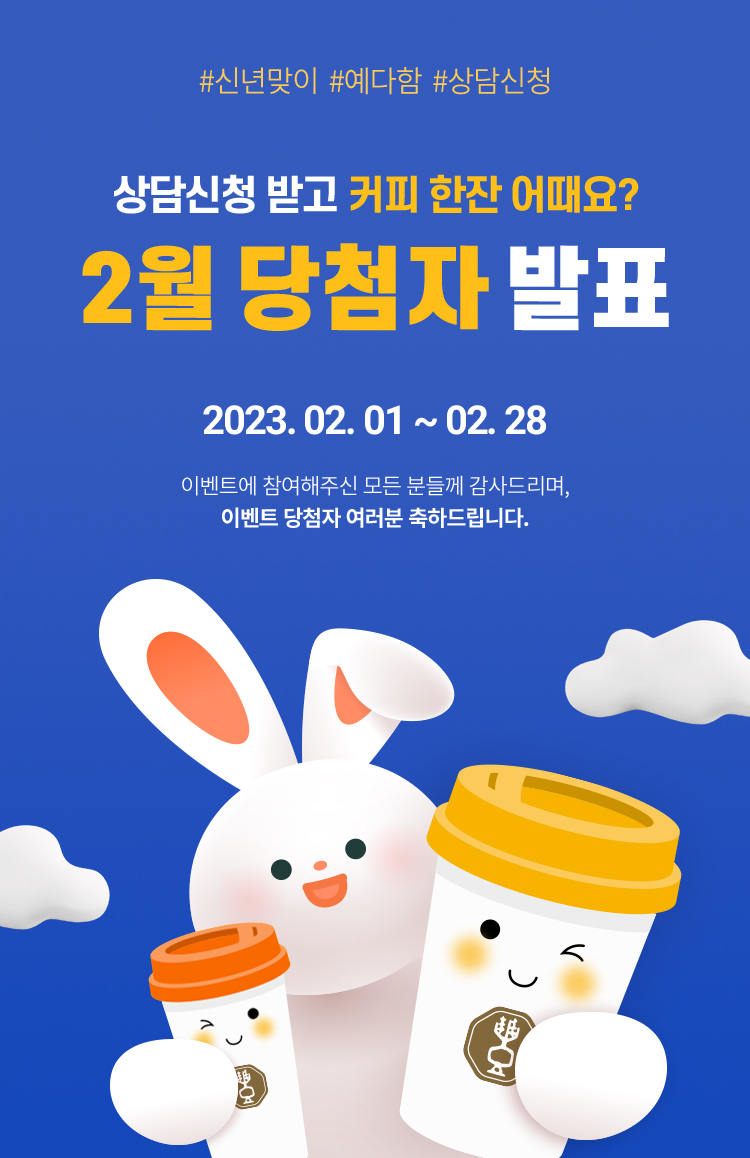 #신년맞이 #예다함 #상담신청
상담신청 받고 커피 한잔 어때요?
2월 당첨자 발표
2023. 02. 01 ~ 02. 28
이벤트에 참여해주신 모든 분들께 감사드리며,
이벤트 당첨자 여러분 축하드립니다.